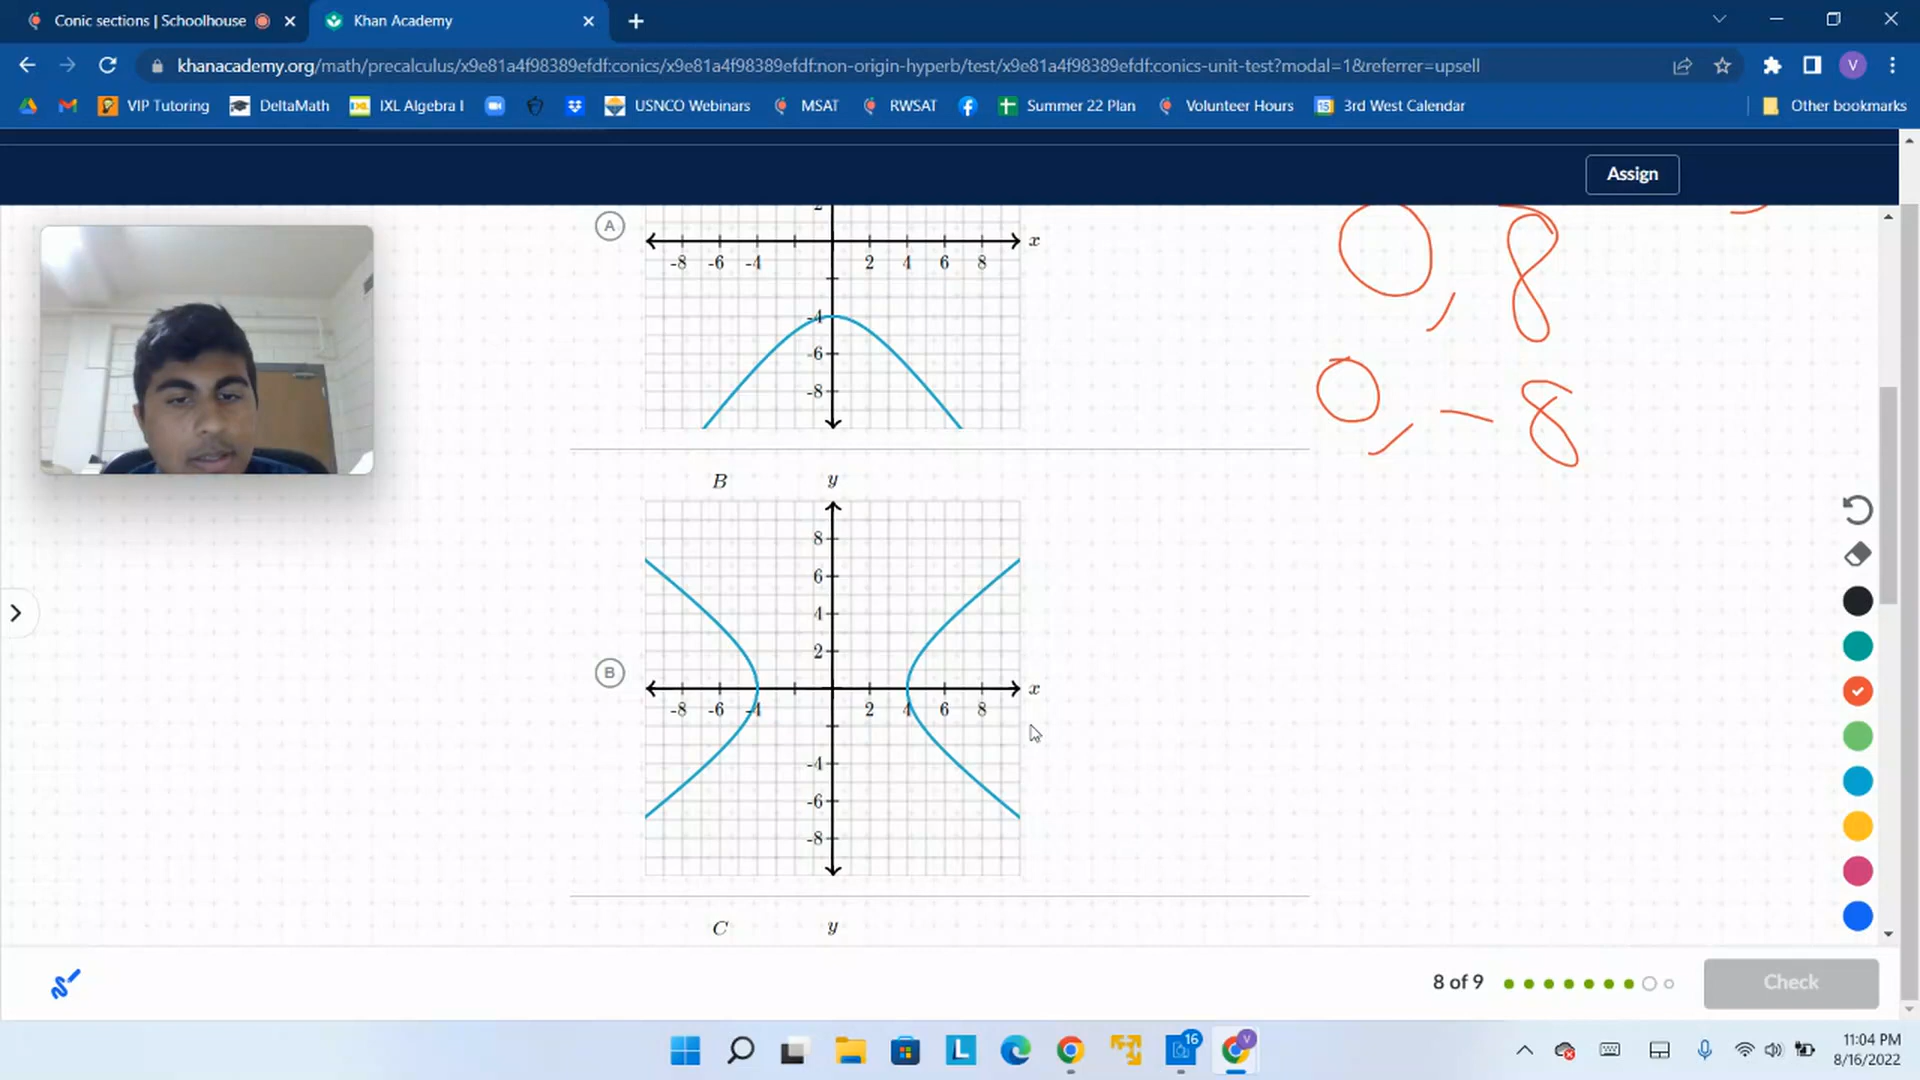 Conic sections | Schoolhouse
Khan Academy
khanacademy.org/math/precalculus/x9e81a4f98389efdf:conics/x9e81a4f98389efdf:non-origin-hyperb/test/x9e81a4f98389efdf:conics-unit-test?modal=1&referrer=upsell
V
VIP Tutoring
DeltaMath
IXL Algebra I
USNCO Webinars
MSAT
RWSAT
Summer 22 Plan
Volunteer Hours
3rd West Calendar
Other bookmarks
Assign
A
2
x
-8 -6 -4 2 4 6 8
-4
-6
-8
0, 8
0, -8
B y
8
6
4
2
B
x
-8 -6 -4 2 4 6 8
-4
-6
-8
C y
8 of 9
Check
16
V
11:04 PM
8/16/2022